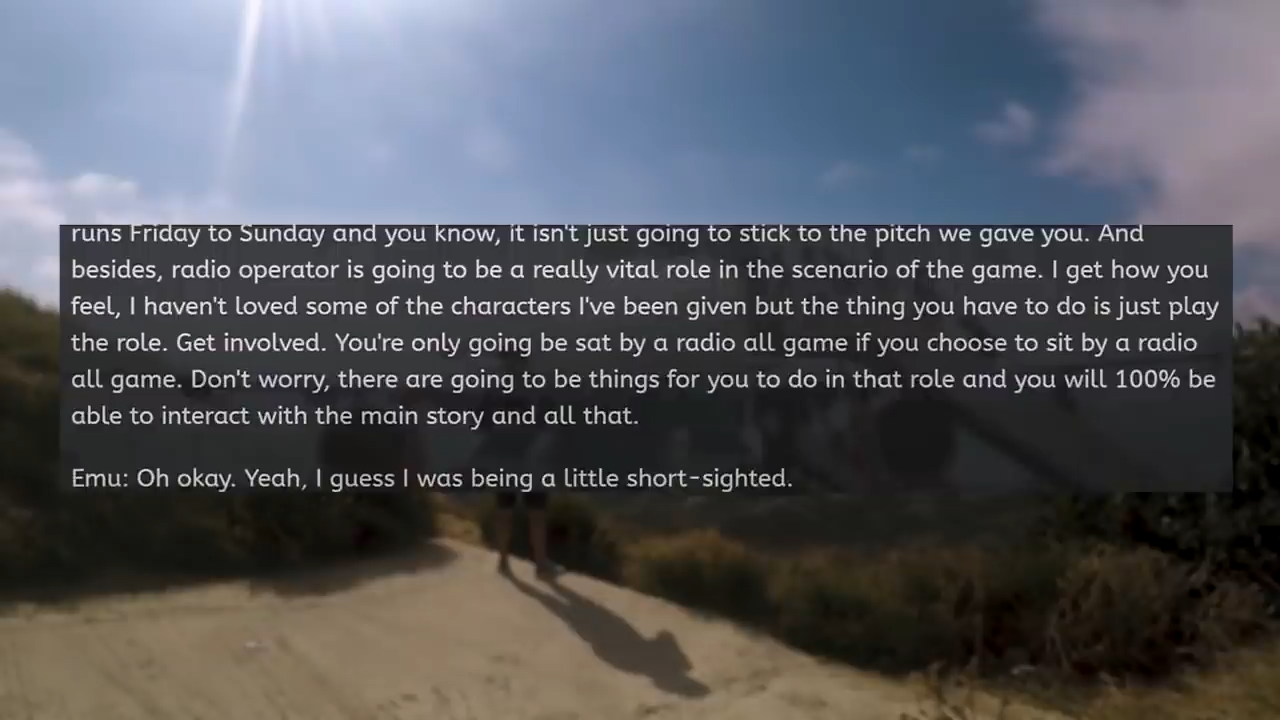 runs Friday to Sunday and you know, it isn't just going to stick to the pitch we gave you. And
besides, radio operator is going to be a really vital role in the scenario of the game. I get how you
feel, I haven't loved some of the characters I've been given but the thing you have to do is just play
the role. Get involved. You're only going be sat by a radio all game if you choose to sit by a radio
all game. Don't worry, there are going to be things for you to do in that role and you will 100% be
able to interact with the main story and all that.
Emu: Oh okay. Yeah, I guess I was being a little short-sighted.